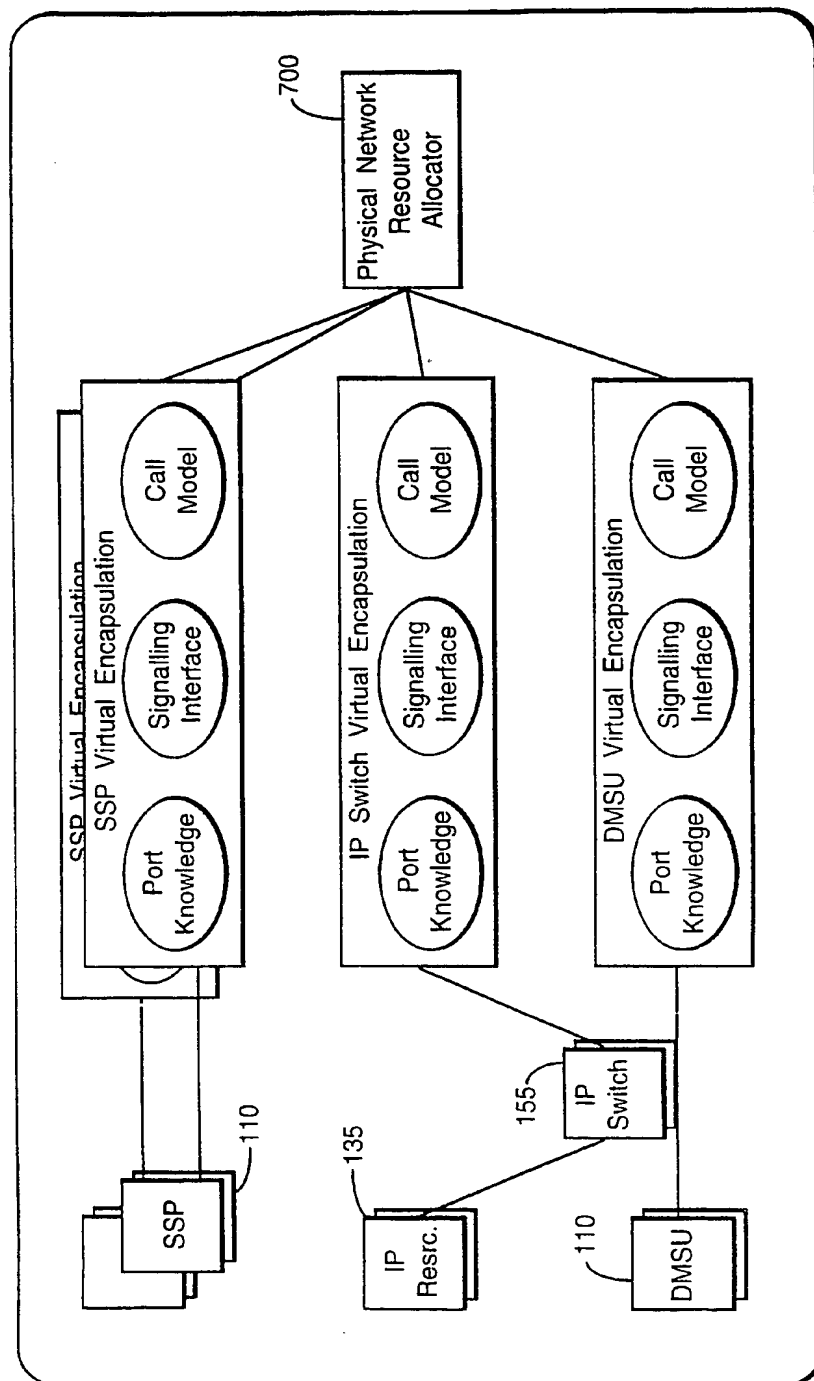 Physical Network
Resource
Allocator
700
SSP Virtual Encapsulation
SSP Virtual Encapsulation
Call
Model
Signalling
Interface
Port
Knowledge
IP Switch Virtual Encapsulation
Call
Model
Signalling
Interface
Port
Knowledge
DMSU Virtual Encapsulation
Call
Model
Signalling
Interface
Port
Knowledge
SSP
110
IP
Resrc.
135
IP
Switch
155
DMSU
110